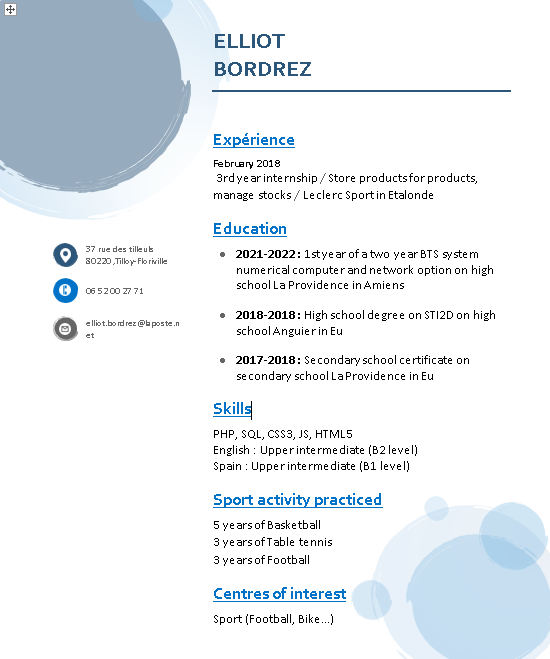 ELLIOT
BORDREZ
Expérience
February 2018
3rd year internship / Store products for products,
manage stocks / Leclerc Sport in Etalonde
Education
2021-2022 : 1st year of a two year BTS system
numerical computer and network option on high
school La Providence in Amiens
2018-2018 : High school degree on STI2D on high
school Anguier in Eu
2017-2018 : Secondary school certificate on
secondary school La Providence in Eu
Skills
PHP, SQL, CSS3, JS, HTML5
English : Upper intermediate (B2 level)
Spain : Upper intermediate (B1 level)
Sport activity practiced
5 years of Basketball
3 years of Table tennis
3 years of Football
Centres of interest
Sport (Football, Bike...)
37 rue des tilleuls
80220 ,Tilloy-Floriville
06 52 00 27 71
elliot.bordrez@laposte.n
et